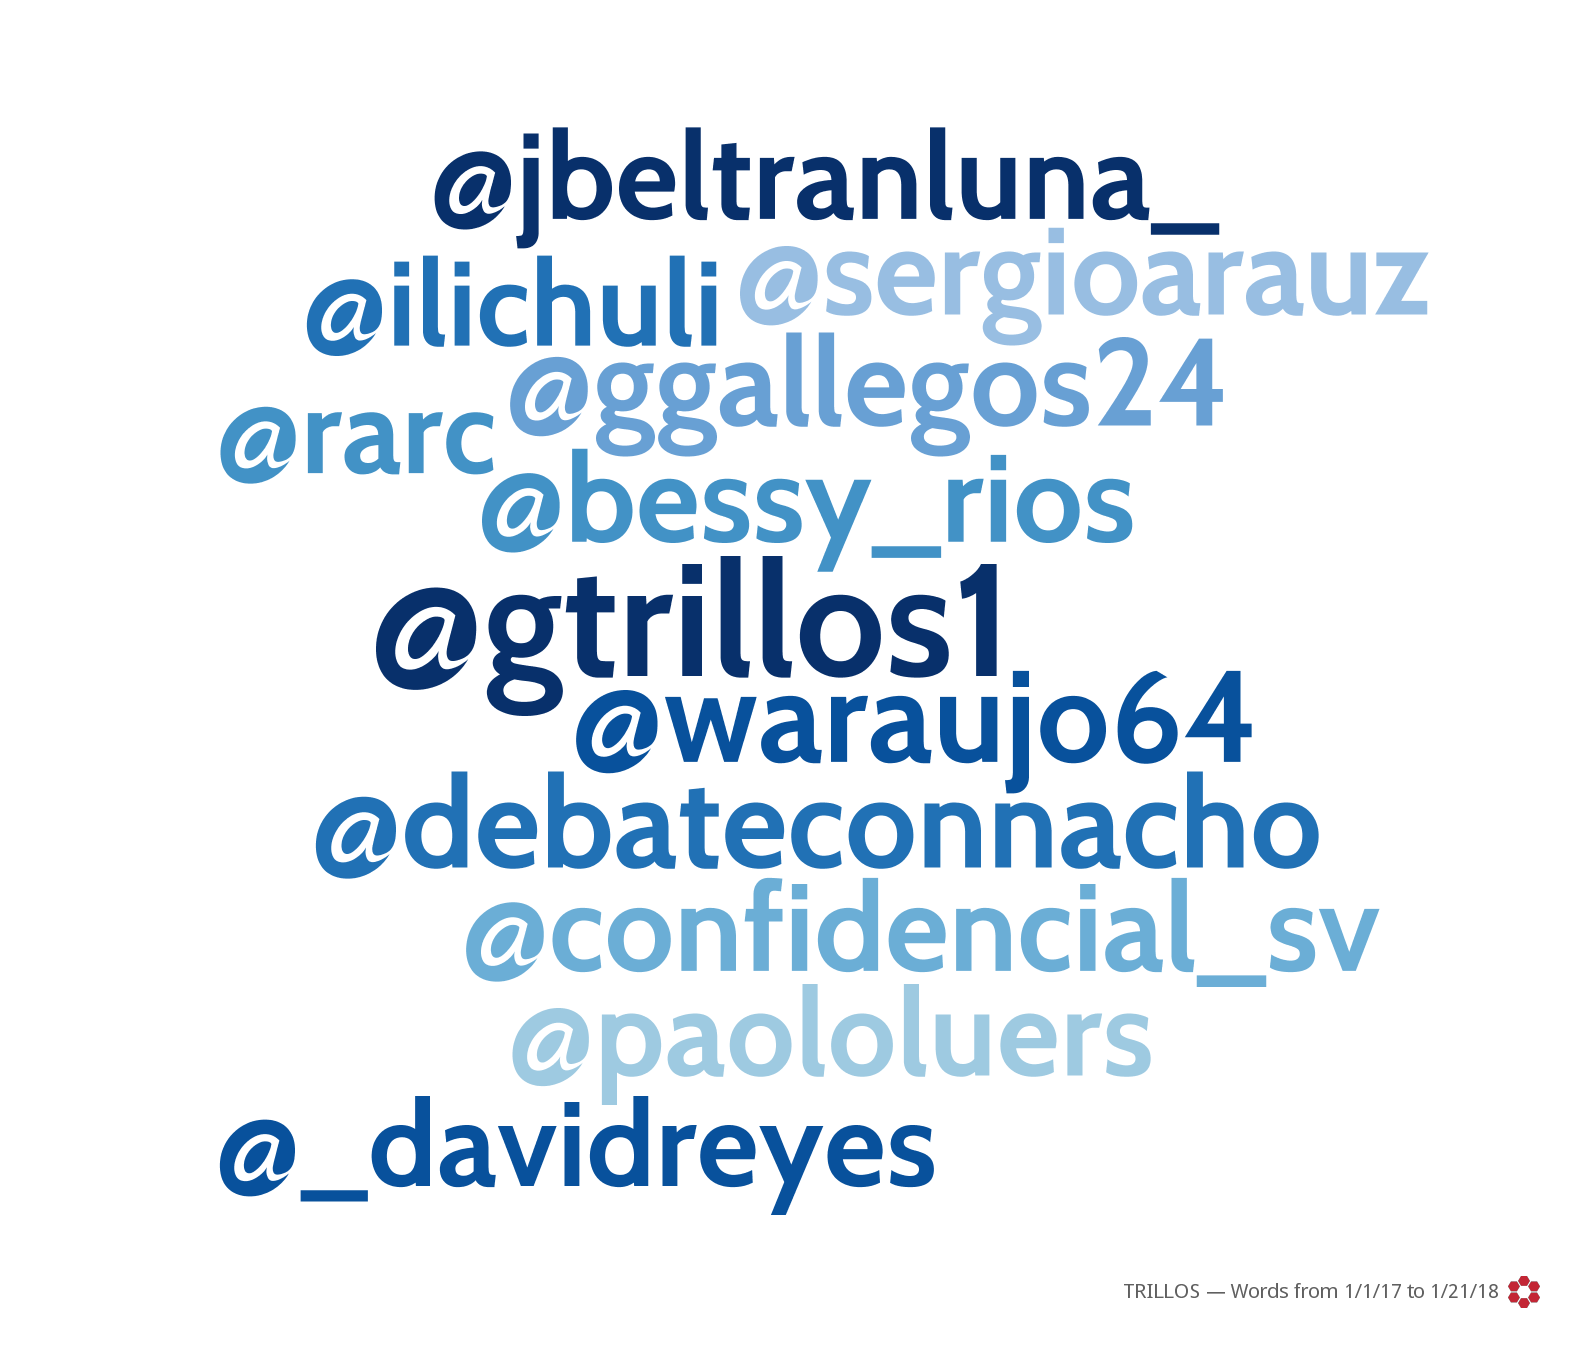 @jbeltranluna_
@sergioarauz
@ilichuli
@ggallegos24
@rarc
@bessy_rios
@gtrillos1
@waraujo64
@debateconnacho
@confidencial_sv
@paololuers
@_davidreyes
TRILLOS — Words from 1/1/17 to 1/21/18